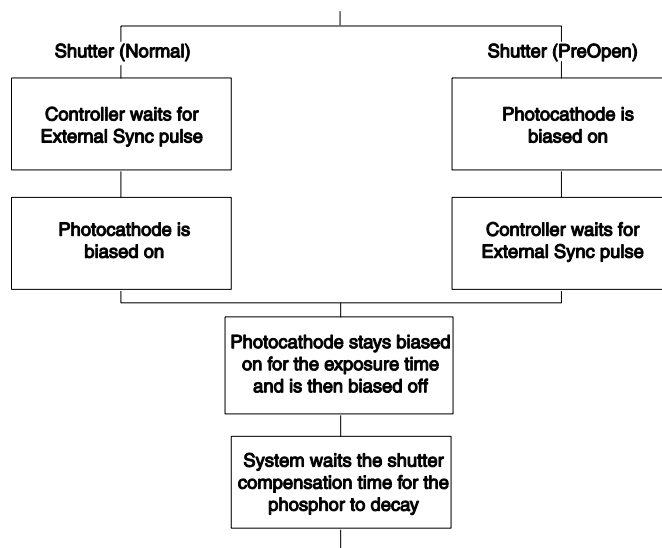 Shutter (Normal)
Shutter (PreOpen)
Controller waits for
External Sync pulse
Photocathode is
biased on
Photocathode is
biased on
Controller waits for
External Sync pulse
Photocathode stays biased
on for the exposure time
and is then biased off
System waits the shutter
compensation time for the
phosphor to decay